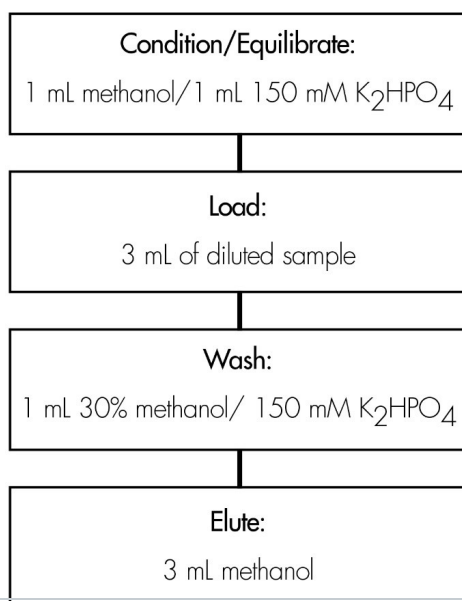 Condition/Equilibrate:
1 mL methanol/1 mL 150 mM K₂HPO₄
Load:
3 mL of diluted sample
Wash:
1 mL 30% methanol/ 150 mM K₂HPO₄
Elute:
3 mL methanol